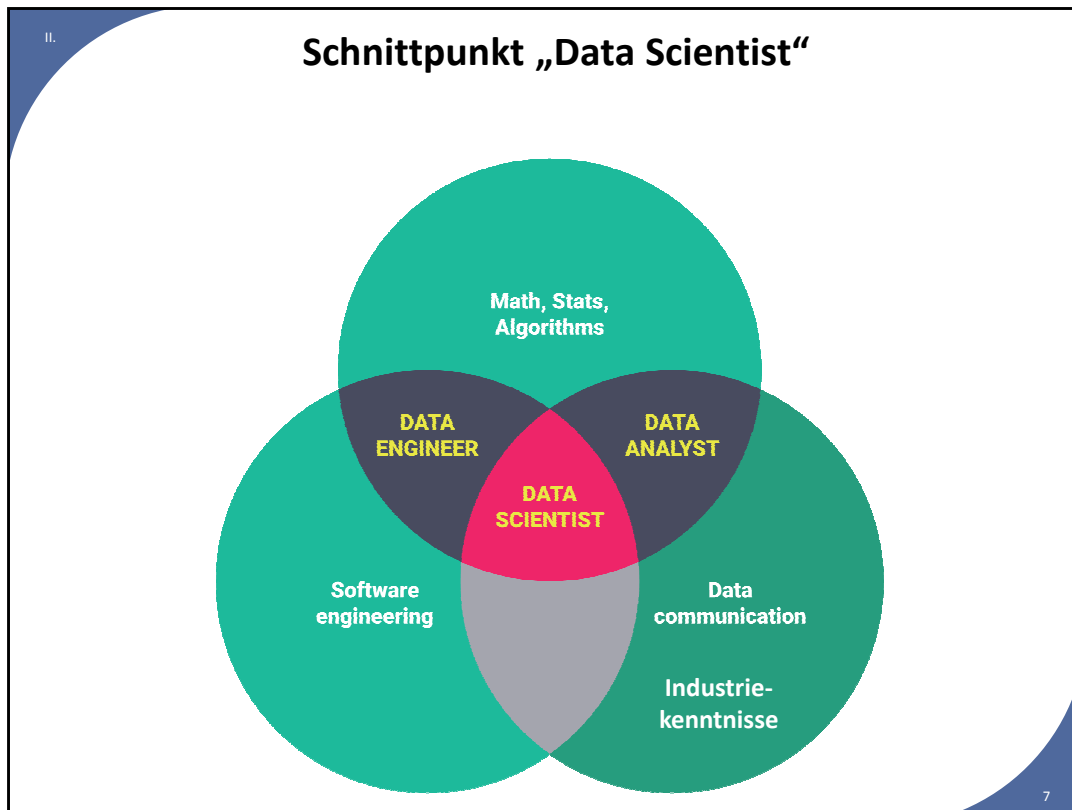 II.
Schnittpunkt „Data Scientist“
Math, Stats,
Algorithms
DATA
ENGINEER
DATA
ANALYST
DATA
SCIENTIST
Software
engineering
Data
communication
Industrie-
kenntnisse
7